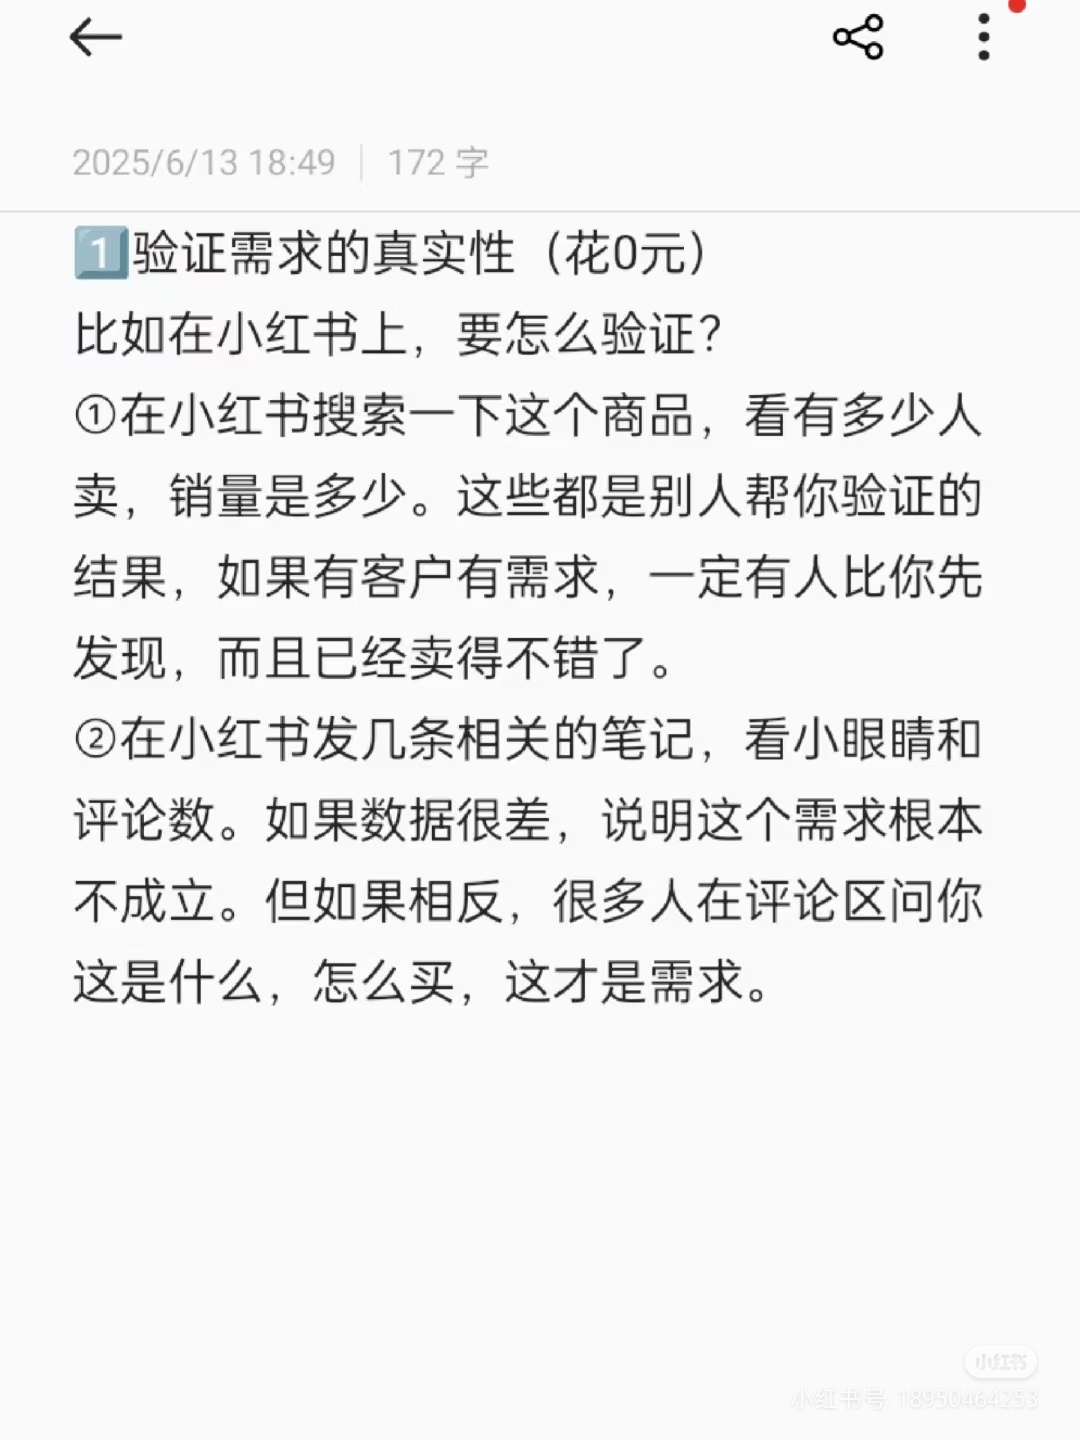 2025/6/13 18:49 | 172 字
1️⃣验证需求的真实性（花0元）
比如在小红书上，要怎么验证？
①在小红书搜索一下这个商品，看有多少人
卖，销量是多少。这些都是别人帮你验证的
结果，如果有客户有需求，一定有人比你先
发现，而且已经卖得不错了。
②在小红书发几条相关的笔记，看小眼睛和
评论数。如果数据很差，说明这个需求根本
不成立。但如果相反，很多人在评论区问你
这是什么，怎么买，这才是需求。
小红书
小红书号: 18950464253